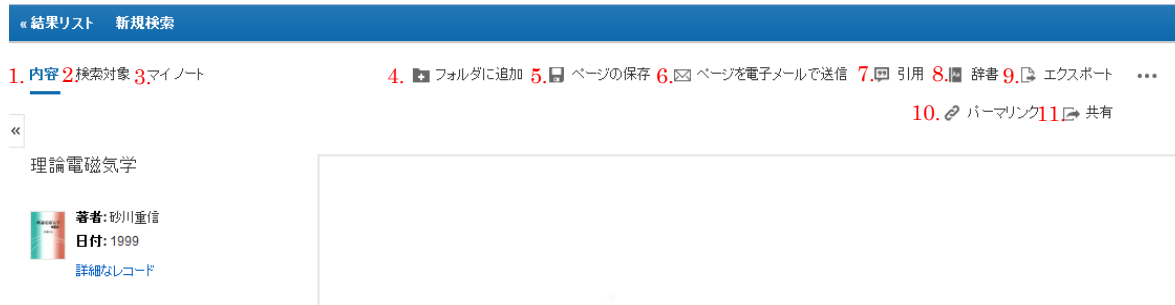 « 結果リスト 新規検索
1. 内容 2.検索対象 3.マイ ノート 4. フォルダに追加 5. ページの保存 6. ページを電子メールで送信 7. 引用 8. 辞書 9. エクスポート ...
10. パーマリンク 11. 共有
«
理論電磁気学
著者: 砂川重信
日付: 1999
詳細なレコード